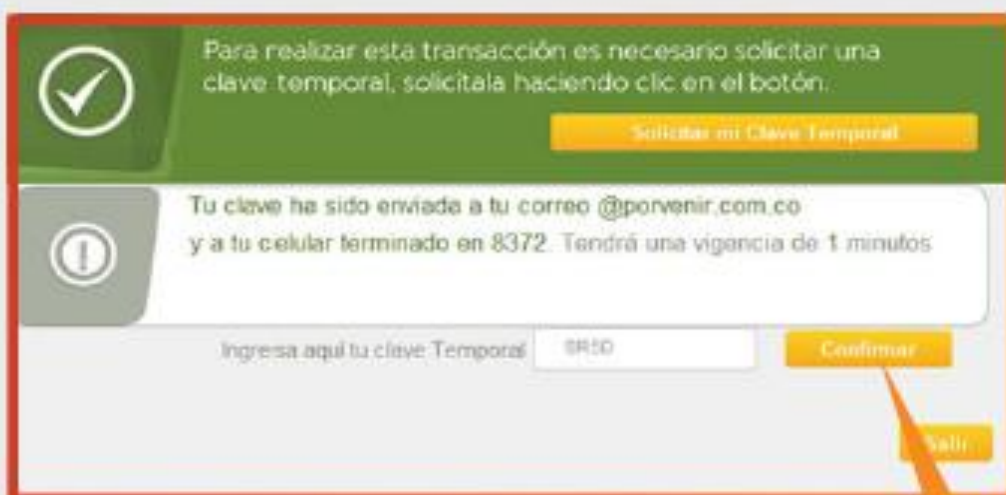 Para realizar esta transacción es necesario solicitar una
clave temporal, solicítala haciendo clic en el botón.
Solicitar mi Clave Temporal
Tu clave ha sido enviada a tu correo @porvenir.com.co
y a tu celular terminado en 8372. Tendrá una vigencia de 1 minutos
Ingresa aquí tu clave Temporal
Confirmar
Salir